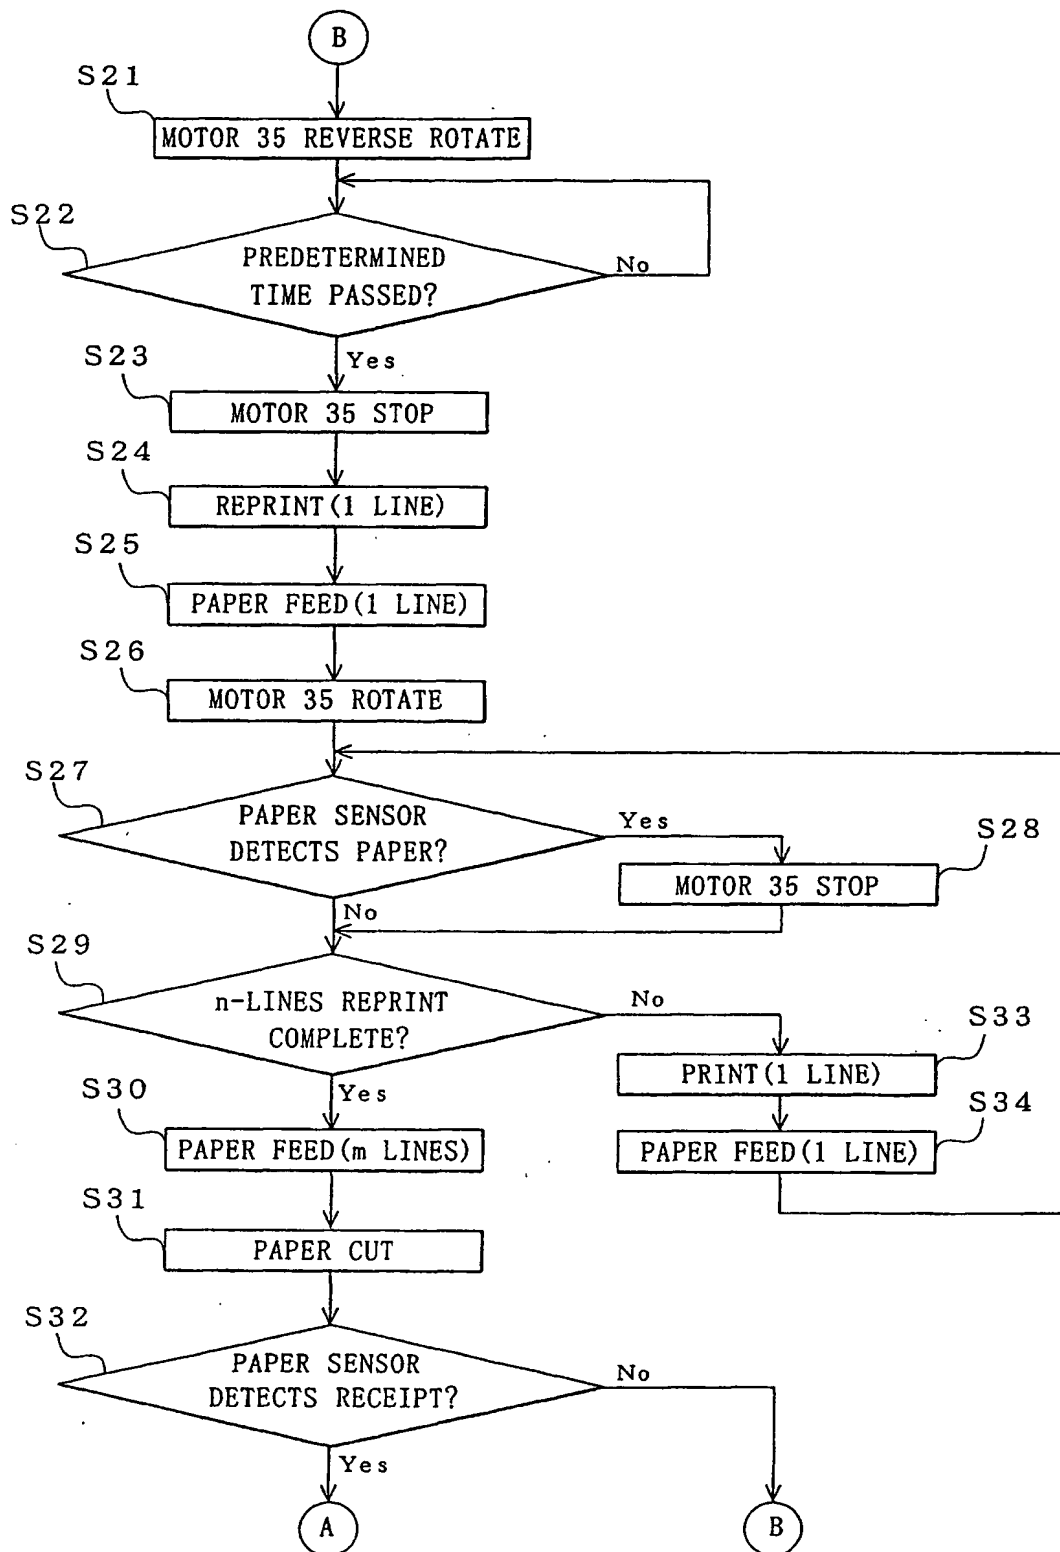 B
S21
MOTOR 35 REVERSE ROTATE
S22
PREDETERMINED
TIME PASSED?
No
Yes
S23
MOTOR 35 STOP
S24
REPRINT(1 LINE)
S25
PAPER FEED(1 LINE)
S26
MOTOR 35 ROTATE
S27
PAPER SENSOR
DETECTS PAPER?
Yes
S28
MOTOR 35 STOP
No
S29
n-LINES REPRINT
COMPLETE?
No
S33
PRINT(1 LINE)
Yes
S30
PAPER FEED(m LINES)
S34
PAPER FEED(1 LINE)
S31
PAPER CUT
S32
PAPER SENSOR
DETECTS RECEIPT?
No
Yes
A
B